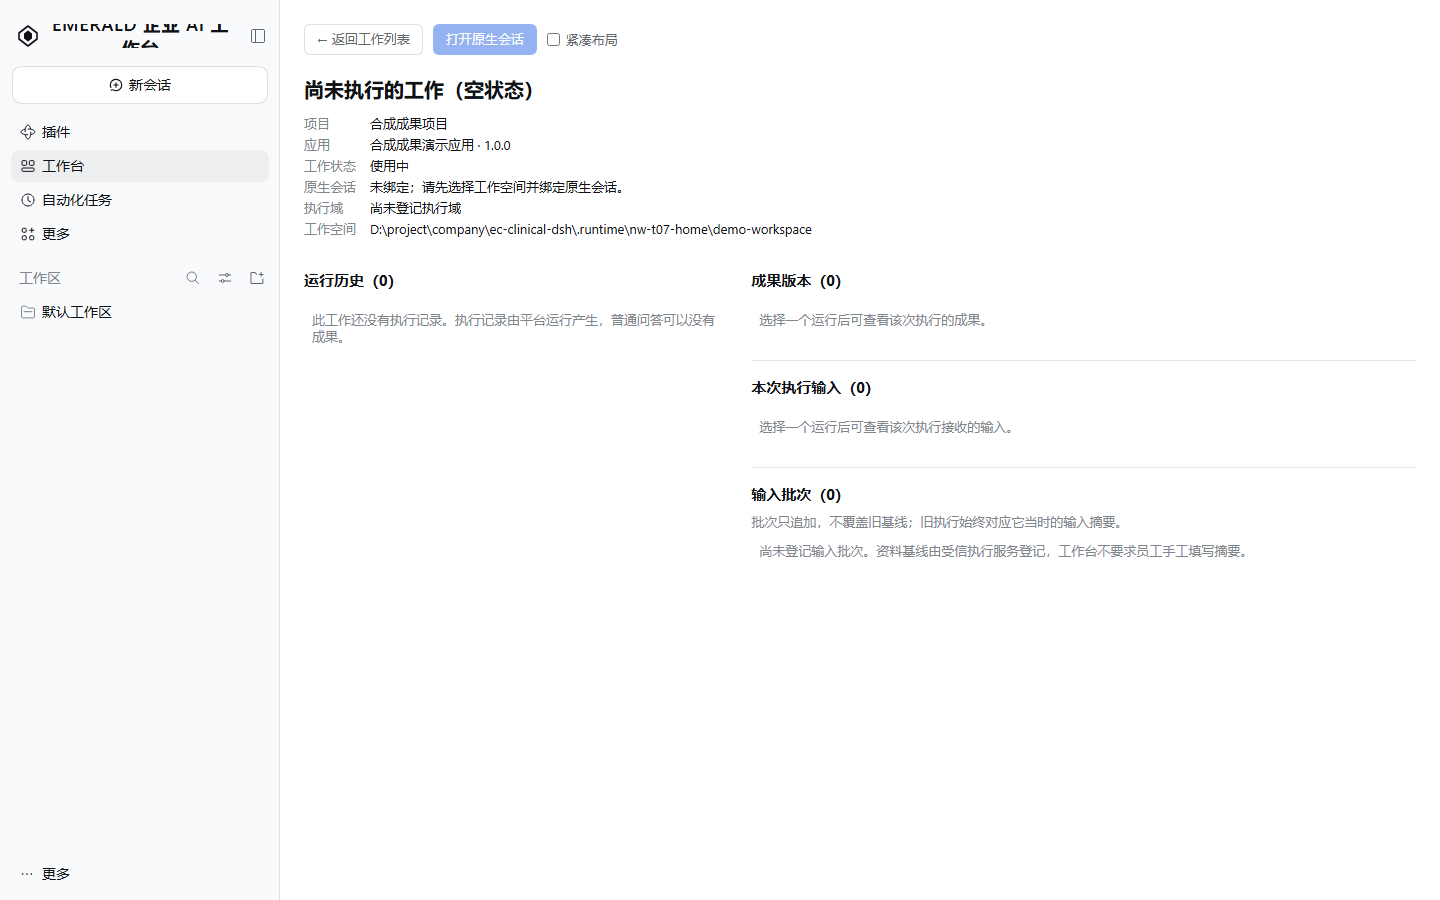 EMERALD 企业 AI 工
作台
新会话
插件
工作台
自动化任务
更多
工作区
默认工作区
更多
← 返回工作列表
打开原生会话
紧凑布局
尚未执行的工作（空状态）
项目 合成成果项目
应用 合成成果演示应用 · 1.0.0
工作状态 使用中
原生会话 未绑定；请先选择工作空间并绑定原生会话。
执行域 尚未登记执行域
工作空间 D:\project\company\ec-clinical-dsh\.runtime\nw-t07-home\demo-workspace
运行历史（0）
此工作还没有执行记录。执行记录由平台运行产生，普通问答可以没有
成果。
成果版本（0）
选择一个运行后可查看该次执行的成果。
本次执行输入（0）
选择一个运行后可查看该次执行接收的输入。
输入批次（0）
批次只追加，不覆盖旧基线；旧执行始终对应它当时的输入摘要。
尚未登记输入批次。资料基线由受信执行服务登记，工作台不要求员工手工填写摘要。